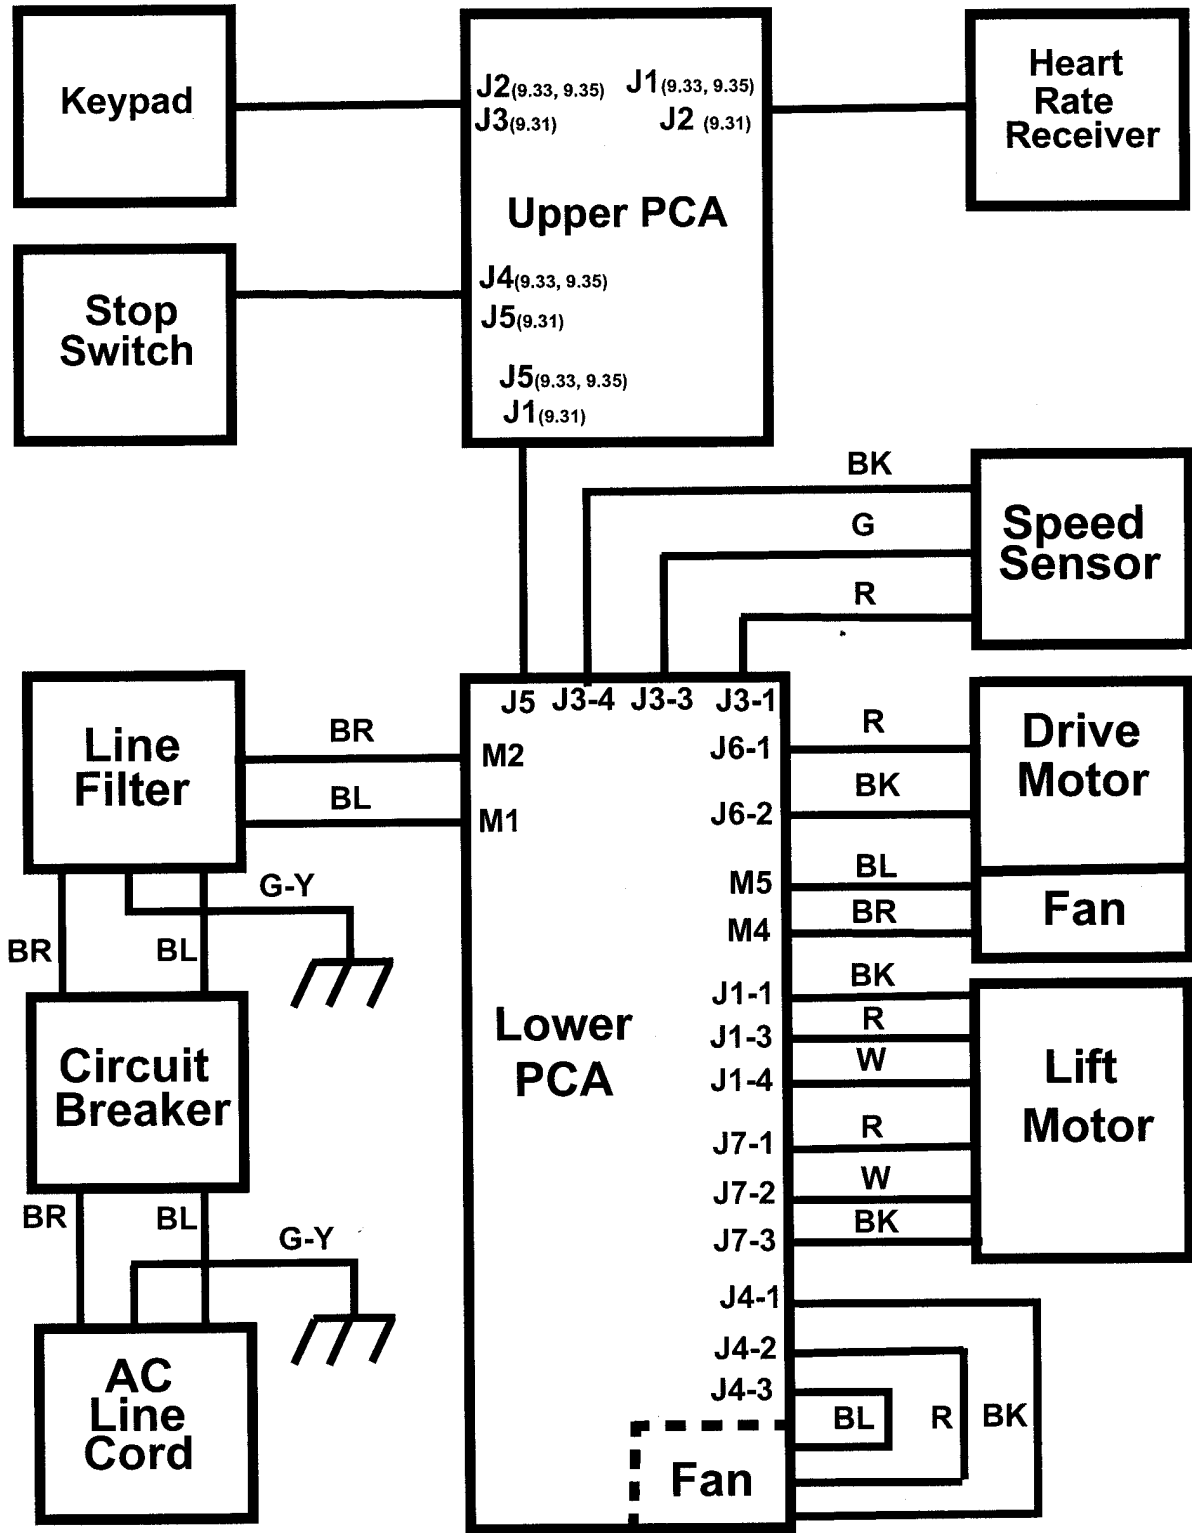 Keypad
J2(9.33, 9.35)
J3(9.31)
J1(9.33, 9.35)
J2 (9.31)
Heart
Rate
Receiver
Upper PCA
Stop
Switch
J4(9.33, 9.35)
J5(9.31)
J5(9.33, 9.35)
J1(9.31)
BK
G
R
Speed
Sensor
Line
Filter
BR
BL
J5 J3-4 J3-3 J3-1
M2
M1
J6-1
J6-2
R
BK
Drive
Motor
M5
M4
BL
BR
Fan
G-Y
BR
BL
Circuit
Breaker
Lower
PCA
J1-1
J1-3
J1-4
J7-1
J7-2
J7-3
BK
R
W
R
W
BK
Lift
Motor
BR
BL
G-Y
AC
Line
Cord
J4-1
J4-2
J4-3
BL
R
BK
Fan